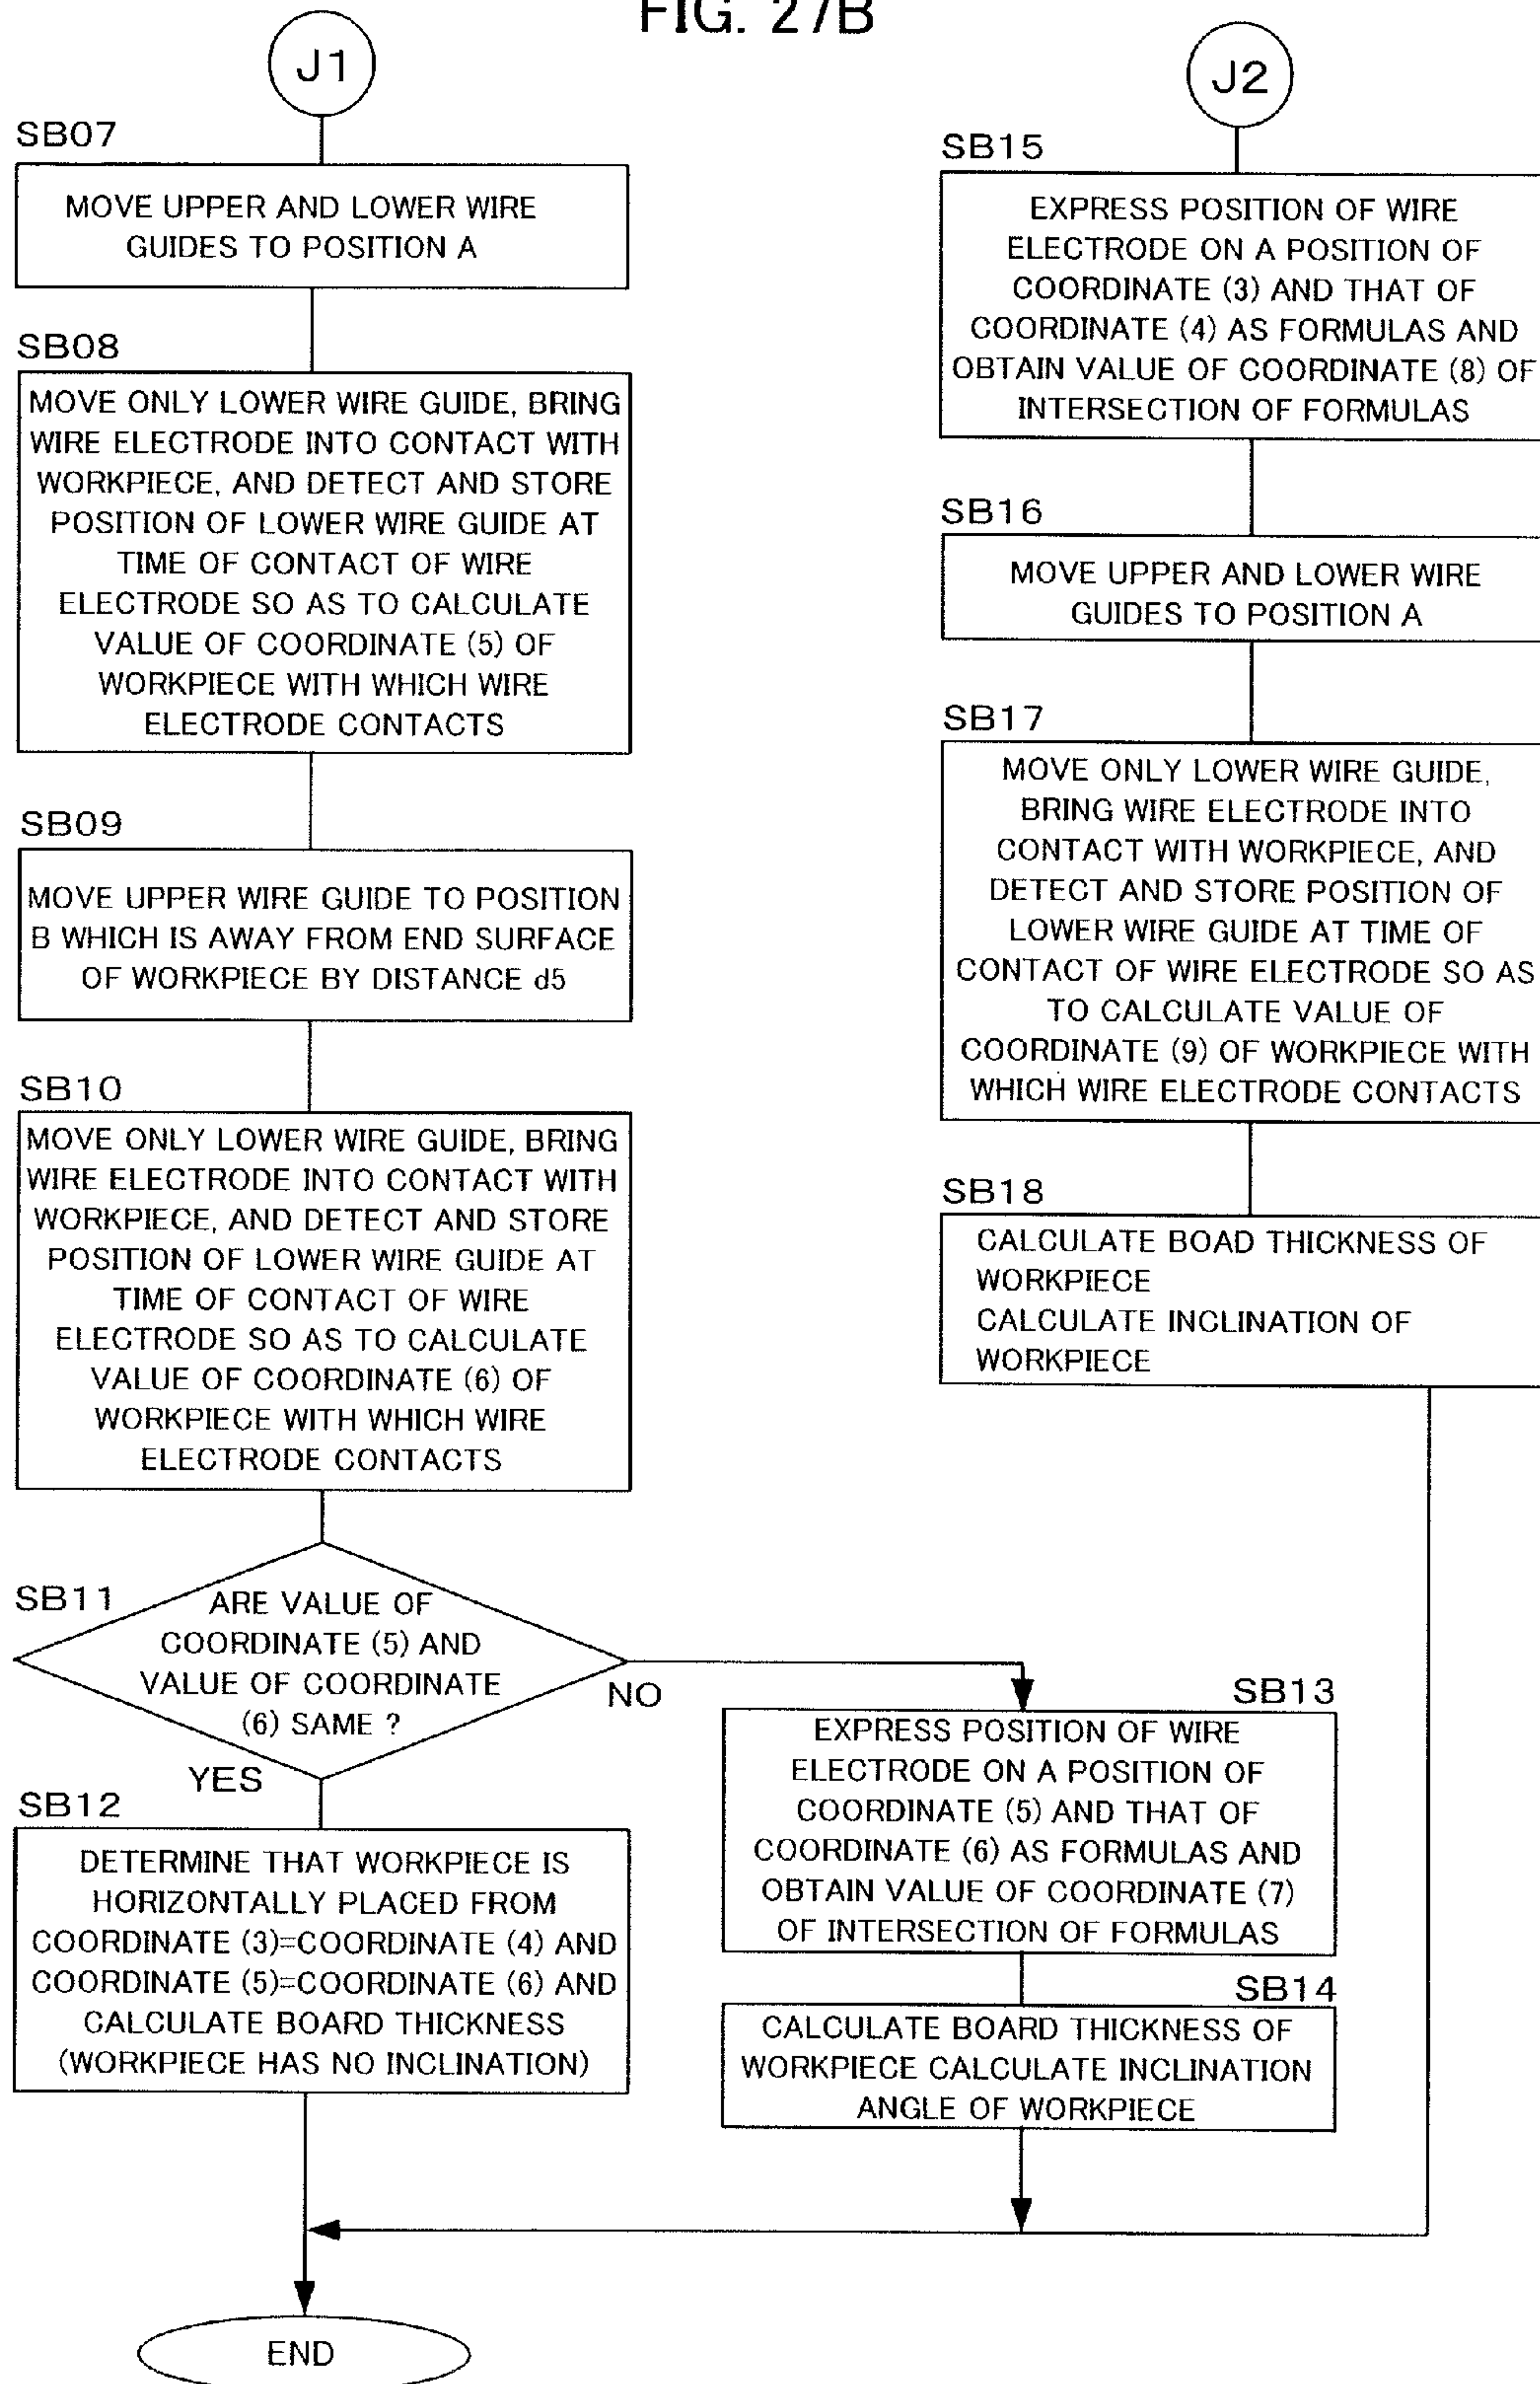 FIG. 27B
J1
SB07
MOVE UPPER AND LOWER WIRE
GUIDES TO POSITION A
SB08
MOVE ONLY LOWER WIRE GUIDE, BRING
WIRE ELECTRODE INTO CONTACT WITH
WORKPIECE, AND DETECT AND STORE
POSITION OF LOWER WIRE GUIDE AT
TIME OF CONTACT OF WIRE
ELECTRODE SO AS TO CALCULATE
VALUE OF COORDINATE (5) OF
WORKPIECE WITH WHICH WIRE
ELECTRODE CONTACTS
SB09
MOVE UPPER WIRE GUIDE TO POSITION
B WHICH IS AWAY FROM END SURFACE
OF WORKPIECE BY DISTANCE d5
SB10
MOVE ONLY LOWER WIRE GUIDE, BRING
WIRE ELECTRODE INTO CONTACT WITH
WORKPIECE, AND DETECT AND STORE
POSITION OF LOWER WIRE GUIDE AT
TIME OF CONTACT OF WIRE
ELECTRODE SO AS TO CALCULATE
VALUE OF COORDINATE (6) OF
WORKPIECE WITH WHICH WIRE
ELECTRODE CONTACTS
SB11
ARE VALUE OF
COORDINATE (5) AND
VALUE OF COORDINATE
(6) SAME ?
NO
YES
SB12
DETERMINE THAT WORKPIECE IS
HORIZONTALLY PLACED FROM
COORDINATE (3)=COORDINATE (4) AND
COORDINATE (5)=COORDINATE (6) AND
CALCULATE BOARD THICKNESS
(WORKPIECE HAS NO INCLINATION)
SB13
EXPRESS POSITION OF WIRE
ELECTRODE ON A POSITION OF
COORDINATE (5) AND THAT OF
COORDINATE (6) AS FORMULAS AND
OBTAIN VALUE OF COORDINATE (7)
OF INTERSECTION OF FORMULAS
SB14
CALCULATE BOARD THICKNESS OF
WORKPIECE CALCULATE INCLINATION
ANGLE OF WORKPIECE
J2
SB15
EXPRESS POSITION OF WIRE
ELECTRODE ON A POSITION OF
COORDINATE (3) AND THAT OF
COORDINATE (4) AS FORMULAS AND
OBTAIN VALUE OF COORDINATE (8) OF
INTERSECTION OF FORMULAS
SB16
MOVE UPPER AND LOWER WIRE
GUIDES TO POSITION A
SB17
MOVE ONLY LOWER WIRE GUIDE,
BRING WIRE ELECTRODE INTO
CONTACT WITH WORKPIECE, AND
DETECT AND STORE POSITION OF
LOWER WIRE GUIDE AT TIME OF
CONTACT OF WIRE ELECTRODE SO AS
TO CALCULATE VALUE OF
COORDINATE (9) OF WORKPIECE WITH
WHICH WIRE ELECTRODE CONTACTS
SB18
CALCULATE BOAD THICKNESS OF
WORKPIECE
CALCULATE INCLINATION OF
WORKPIECE
END